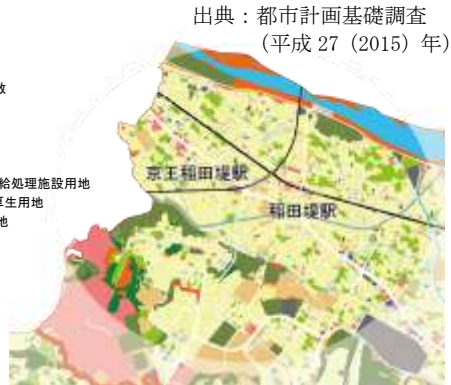 出典：都市計画基礎調査
（平成 27（2015）年）
給処理施設用地
厚生用地
地
京王稲田堤駅
稲田堤駅